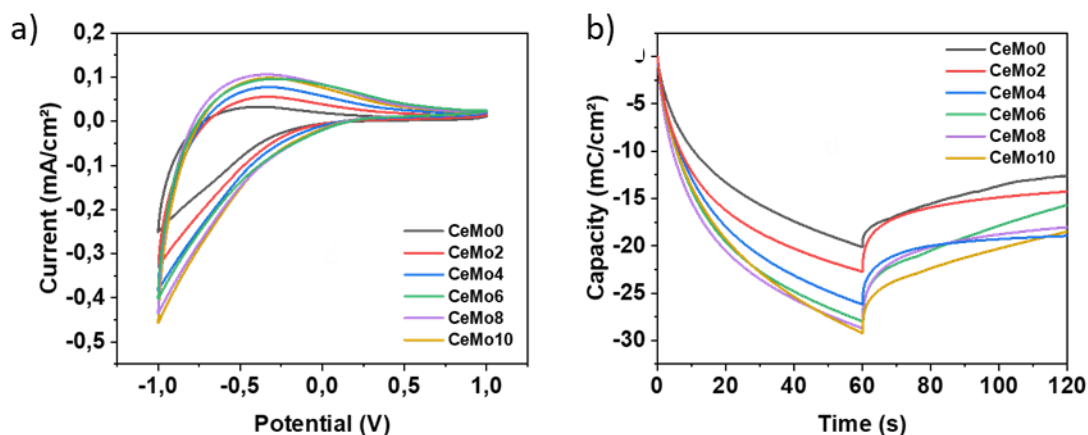 a)
Current (mA/cm²)
0,2
0,1
0,0
-0,1
-0,2
-0,3
-0,4
-0,5
CeMo0
CeMo2
CeMo4
CeMo6
CeMo8
CeMo10
-1,0 -0,5 0,0 0,5 1,0
Potential (V)
b)
Capacity (mC/cm²)
0
-5
-10
-15
-20
-25
-30
CeMo0
CeMo2
CeMo4
CeMo6
CeMo8
CeMo10
0 20 40 60 80 100 120
Time (s)